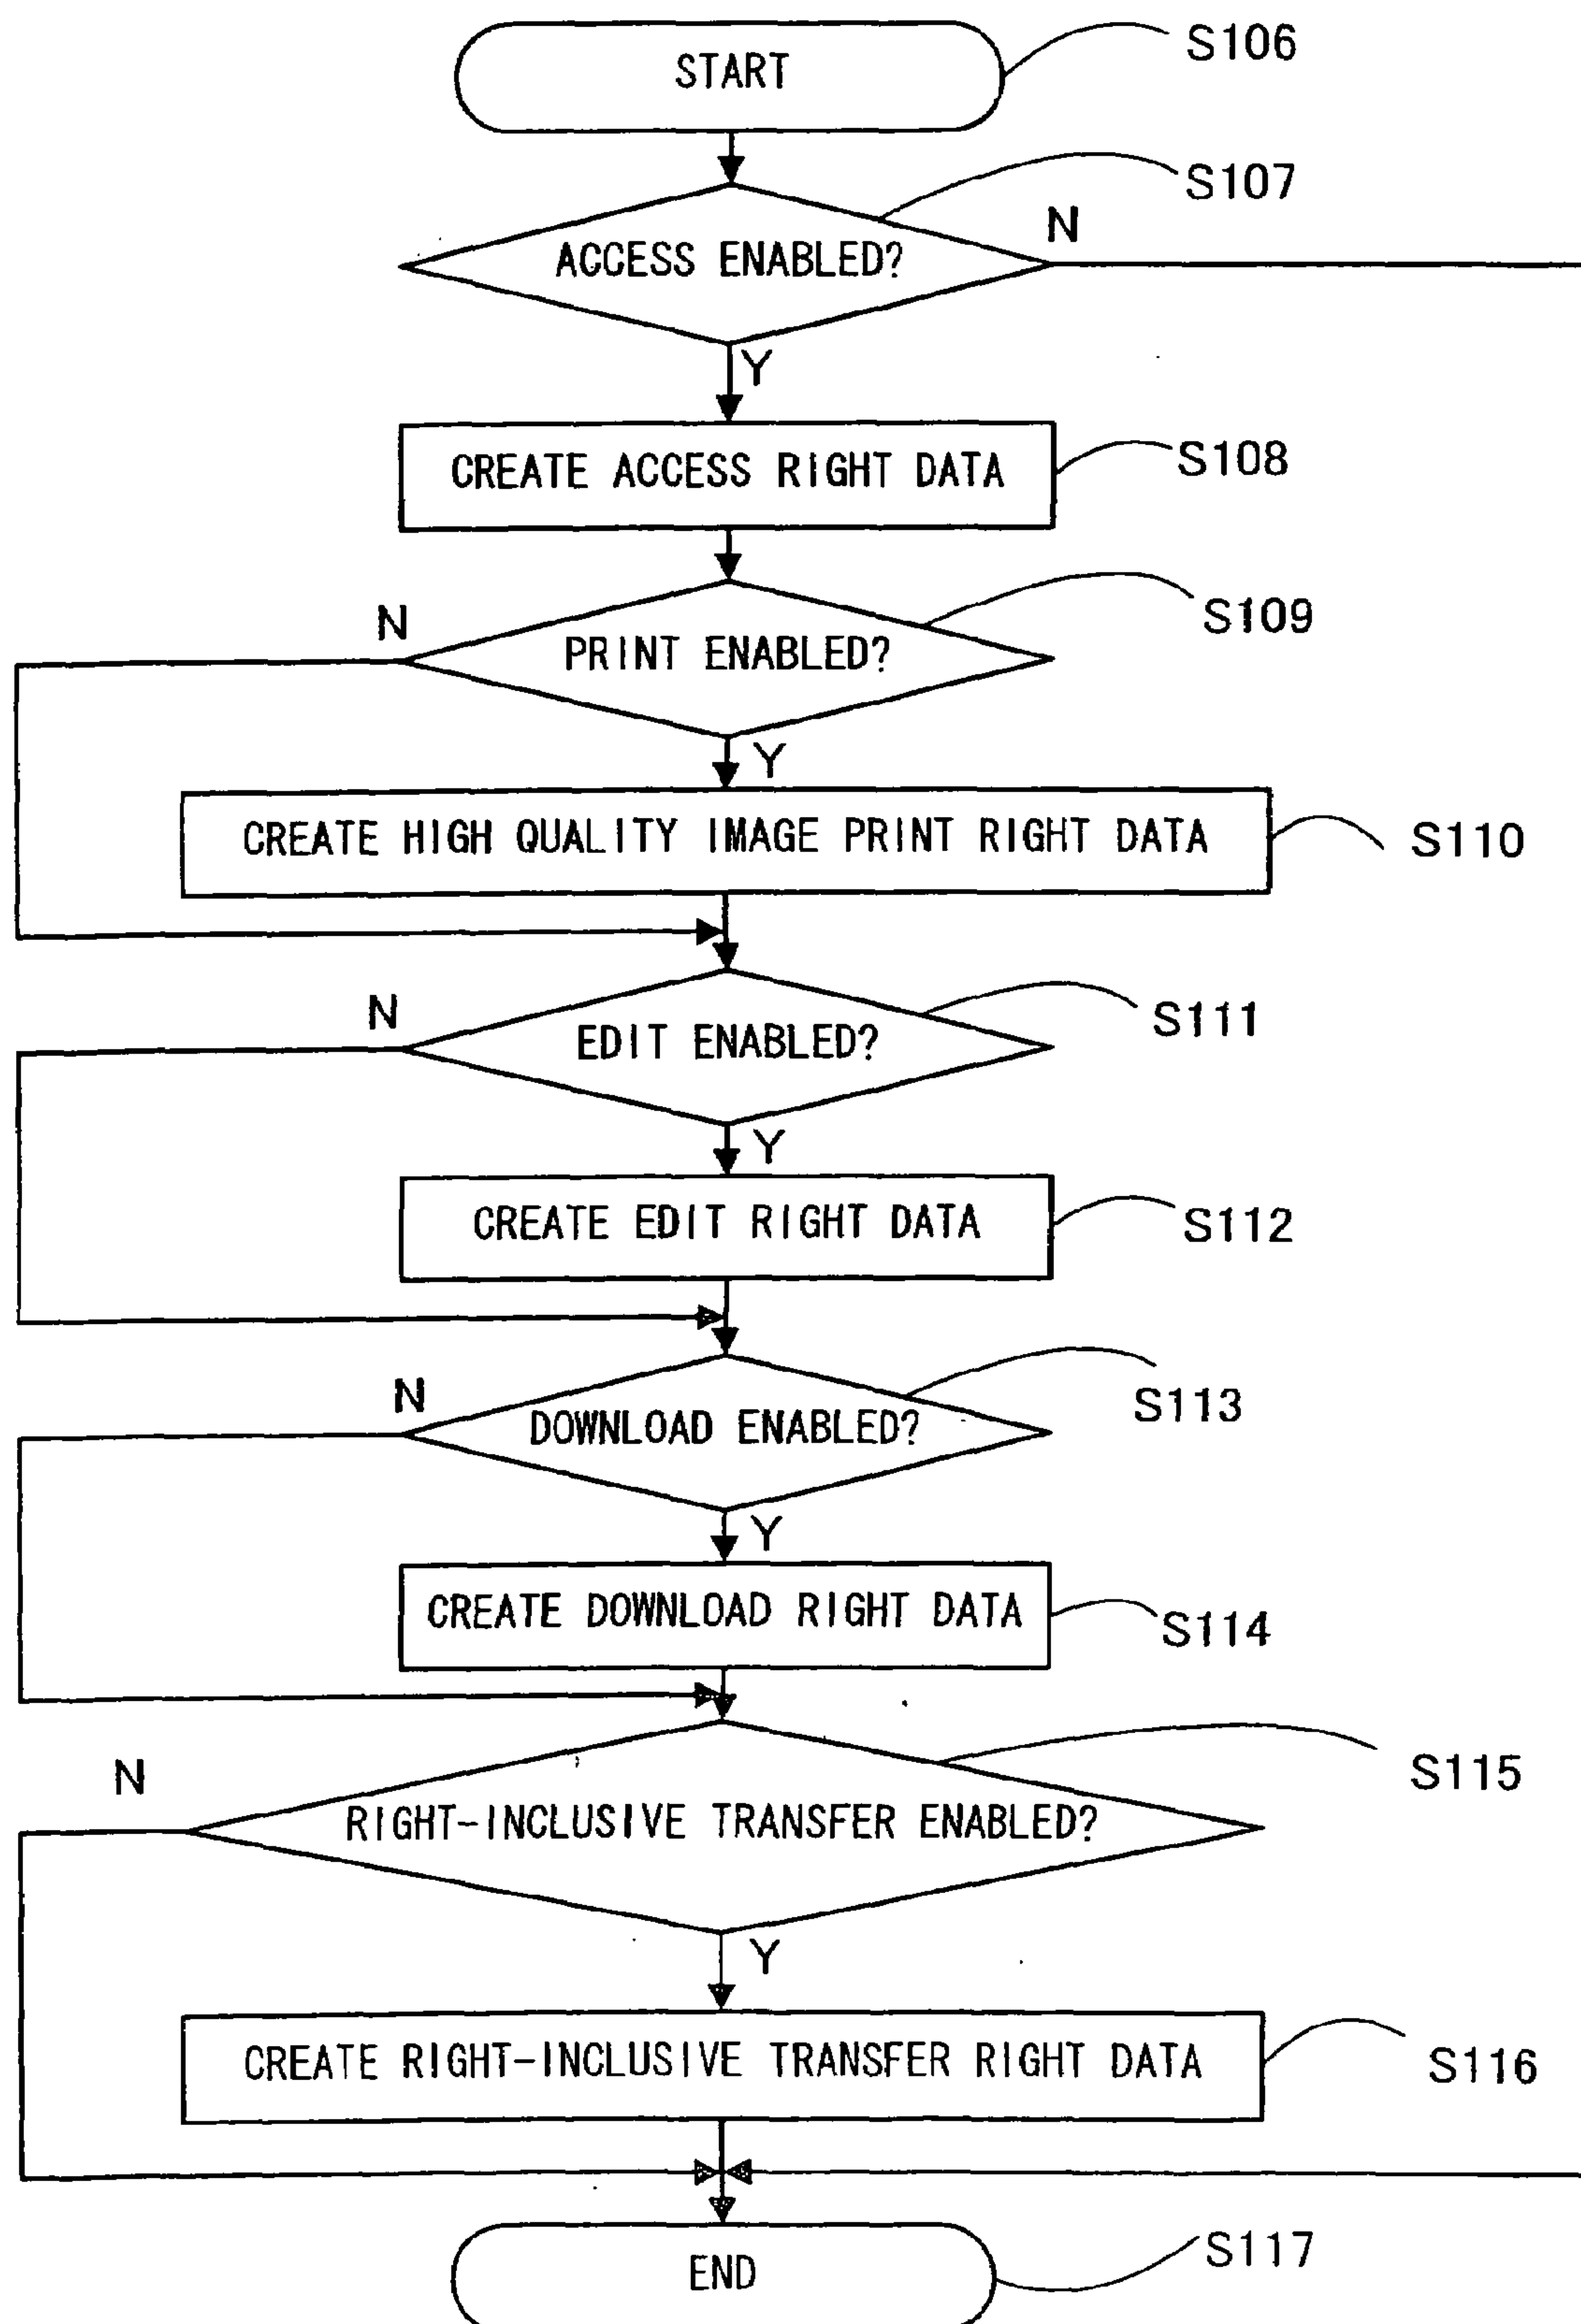 START
S106
S107
N
ACCESS ENABLED?
Y
CREATE ACCESS RIGHT DATA
S108
N
S109
PRINT ENABLED?
Y
CREATE HIGH QUALITY IMAGE PRINT RIGHT DATA
S110
N
S111
EDIT ENABLED?
Y
CREATE EDIT RIGHT DATA
S112
N
S113
DOWNLOAD ENABLED?
Y
CREATE DOWNLOAD RIGHT DATA
S114
N
S115
RIGHT-INCLUSIVE TRANSFER ENABLED?
Y
CREATE RIGHT-INCLUSIVE TRANSFER RIGHT DATA
S116
END
S117